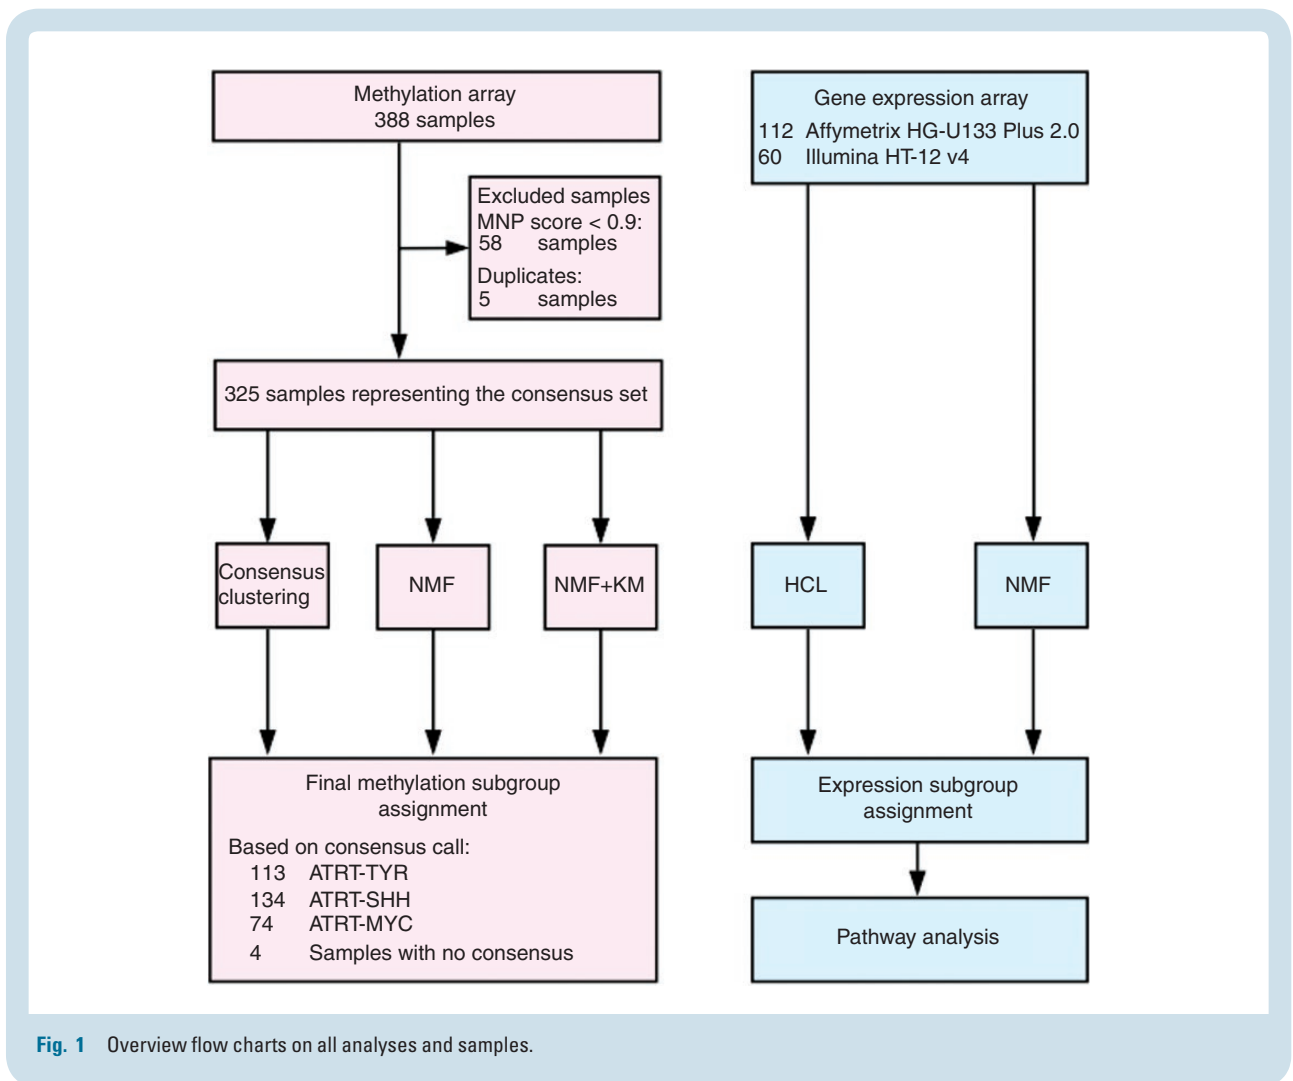 Methylation array
388 samples
Excluded samples
MNP score < 0.9:
58 samples
Duplicates:
5 samples
325 samples representing the consensus set
Consensus
clustering
NMF
NMF+KM
Final methylation subgroup
assignment
Based on consensus call:
113 ATRT-TYR
134 ATRT-SHH
74 ATRT-MYC
4 Samples with no consensus
Gene expression array
112 Affymetrix HG-U133 Plus 2.0
60 Illumina HT-12 v4
HCL
NMF
Expression subgroup
assignment
Pathway analysis
Fig. 1 Overview flow charts on all analyses and samples.